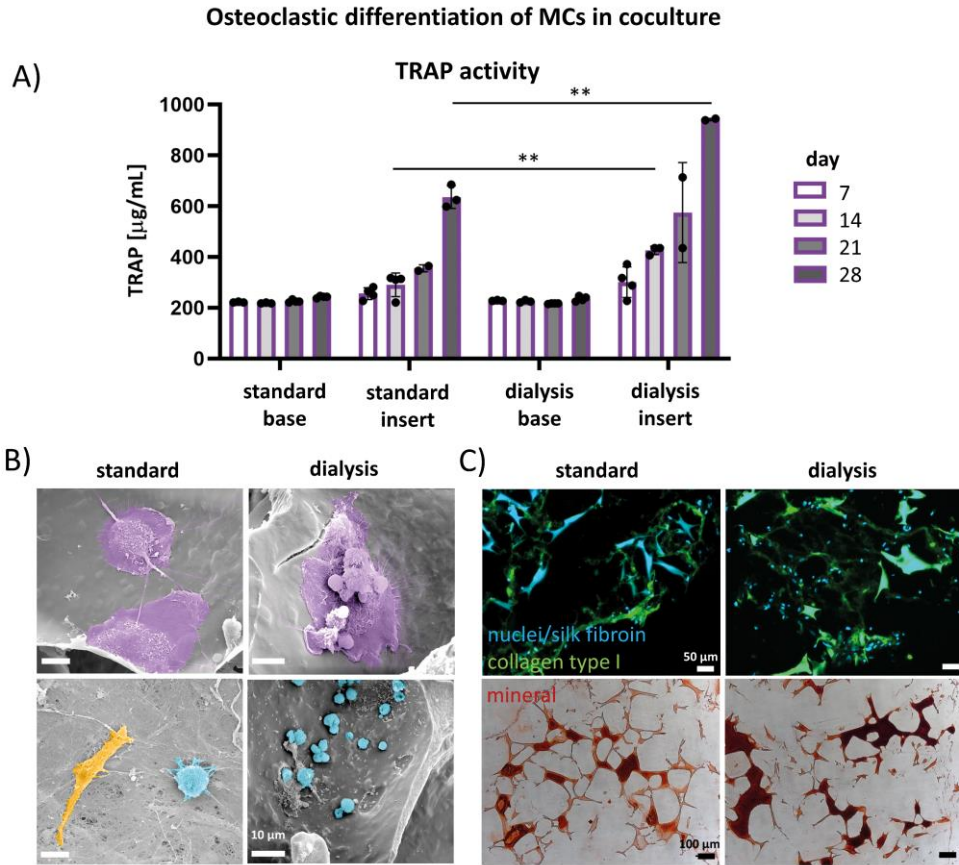 Osteoclastic differentiation of MCs in coculture
A)
TRAP activity
**
**
TRAP [µg/mL]
1000
800
600
400
200
0
standard base
standard insert
dialysis base
dialysis insert
day
7
14
21
28
B)
standard
dialysis
10 µm
C)
standard
dialysis
nuclei/silk fibroin
collagen type I
50 µm
mineral
100 µm